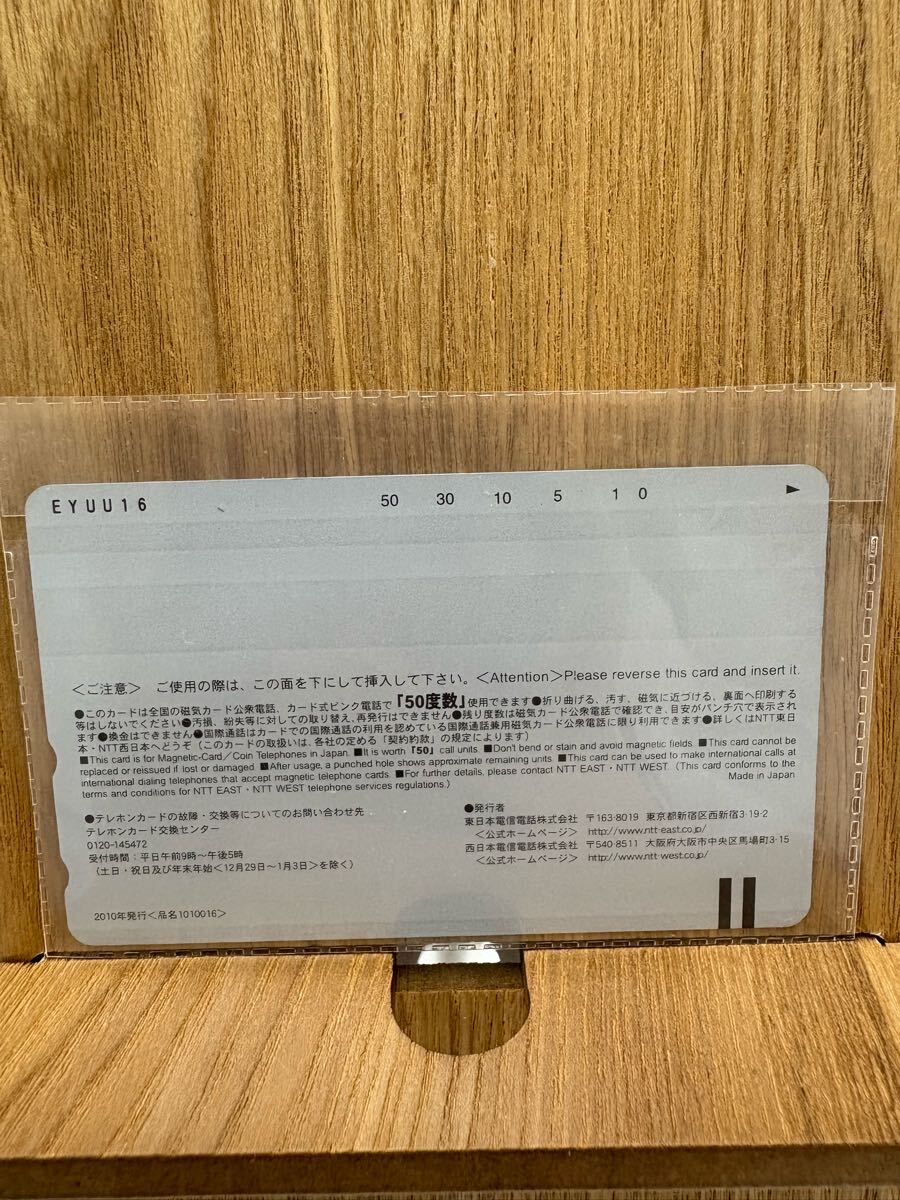 EYUU16 50 30 10 5 1 0 ▶
＜ご注意＞ ご使用の際は、この面を下にして挿入して下さい。＜Attention＞Please reverse this card and insert it.
●このカードは全国の磁気カード公衆電話、カード式ピンク電話で「50度数」使用できます●折り曲げる、汚す、磁気に近づける、裏面へ印刷する
等はしないでください●汚損、紛失等に対しての取り替え、再発行はできません●残り度数は磁気カード公衆電話で確認でき、目安がパンチ穴で表示され
ます●換金はできません●国際通話はカードでの国際通話の利用を認めている国際通話兼用磁気カード公衆電話に限り利用できます●詳しくはNTT東日
本・NTT西日本へどうぞ（このカードの取扱いは、各社の定める「契約約款」の規定によります）
■This card is for Magnetic-Card／Coin Telephones in Japan. ■It is worth「50」call units. ■Don't bend or stain and avoid magnetic fields. ■This card cannot be
replaced or reissued if lost or damaged. ■After usage, a punched hole shows approximate remaining units. ■This card can be used to make international calls at
international dialing telephones that accept magnetic telephone cards. ■For further details, please contact NTT EAST・NTT WEST. (This card conforms to the
terms and conditions for NTT EAST・NTT WEST telephone services regulations.) Made in Japan
●テレホンカードの故障・交換等についてのお問い合わせ先
テレホンカード交換センター
0120-145472
受付時間：平日午前9時～午後5時
（土日・祝日及び年末年始＜12月29日～1月3日＞を除く）
●発行者
東日本電信電話株式会社 〒163-8019 東京都新宿区西新宿3-19-2
＜公式ホームページ＞ http://www.ntt-east.co.jp/
西日本電信電話株式会社 〒540-8511 大阪府大阪市中央区馬場町3-15
＜公式ホームページ＞ http://www.ntt-west.co.jp/
2010年発行＜品名1010016＞